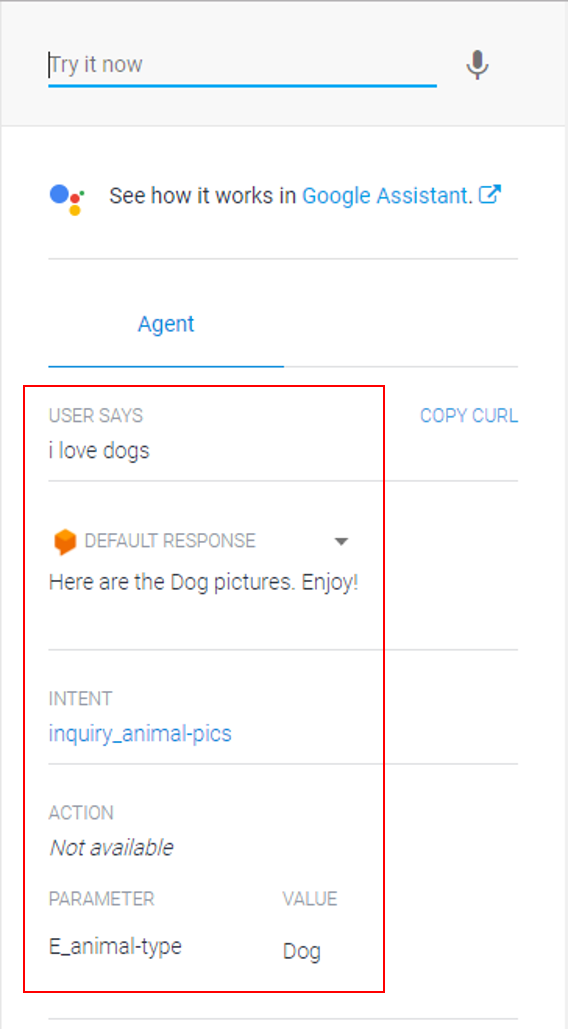 Try it now
See how it works in Google Assistant.
Agent
USER SAYS COPY CURL
i love dogs
DEFAULT RESPONSE
Here are the Dog pictures. Enjoy!
INTENT
inquiry_animal-pics
ACTION
Not available
PARAMETER VALUE
E_animal-type Dog